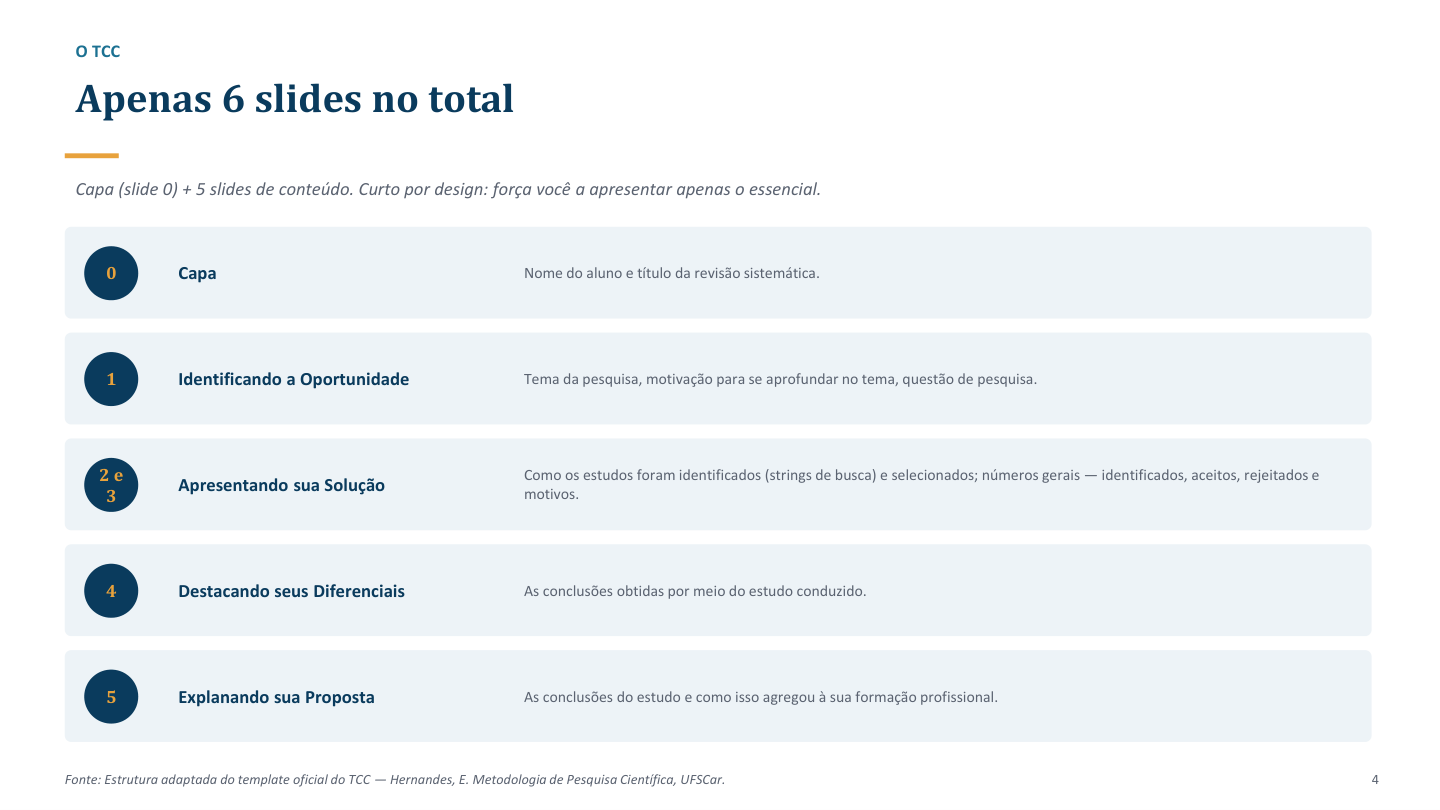 O TCC
Apenas 6 slides no total
Capa (slide 0) + 5 slides de conteúdo. Curto por design: força você a apresentar apenas o essencial.
0
Capa
Nome do aluno e título da revisão sistemática.
1
Identificando a Oportunidade
Tema da pesquisa, motivação para se aprofundar no tema, questão de pesquisa.
2 e
3
Apresentando sua Solução
Como os estudos foram identificados (strings de busca) e selecionados; números gerais — identificados, aceitos, rejeitados e
motivos.
4
Destacando seus Diferenciais
As conclusões obtidas por meio do estudo conduzido.
5
Explanando sua Proposta
As conclusões do estudo e como isso agregou à sua formação profissional.
Fonte: Estrutura adaptada do template oficial do TCC — Hernandes, E. Metodologia de Pesquisa Científica, UFSCar.
4